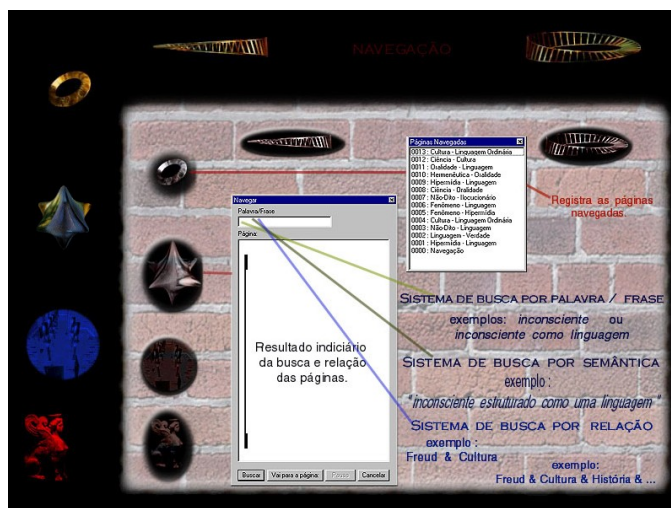 NAVEGAÇÃO
Páginas Navegadas
0013 : Cultura - Linguagem Ordinária
0012 : Ciência - Cultura
0011 : Oralidade - Linguagem
0010 : Hermenêutica - Oralidade
0009 : Hipermídia - Linguagem
0008 : Ciência - Oralidade
0007 : Não-Dito - Ilocucionário
0006 : Fenômeno - Linguagem
0005 : Fenômeno - Hipermídia
0004 : Cultura - Linguagem Ordinária
0003 : Não-Dito - Linguagem
0002 : Linguagem - Verdade
0001 : Hipermídia - Linguagem
0000 : Navegação
Registra as páginas
navegadas
Navegar
Palavra/Frase
Página:
Resultado indiciário
da busca e relação
das páginas.
Buscar
Vai para a página:
Pausa
Cancelar
SISTEMA DE BUSCA POR PALAVRA / FRASE
exemplos: inconsciente ou
inconsciente como linguagem
SISTEMA DE BUSCA POR SEMÂNTICA
exemplo :
“inconsciente estruturado como uma linguagem ”
SISTEMA DE BUSCA POR RELAÇÃO
exemplo :
Freud & Cultura
exemplo:
Freud & Cultura & História & ...